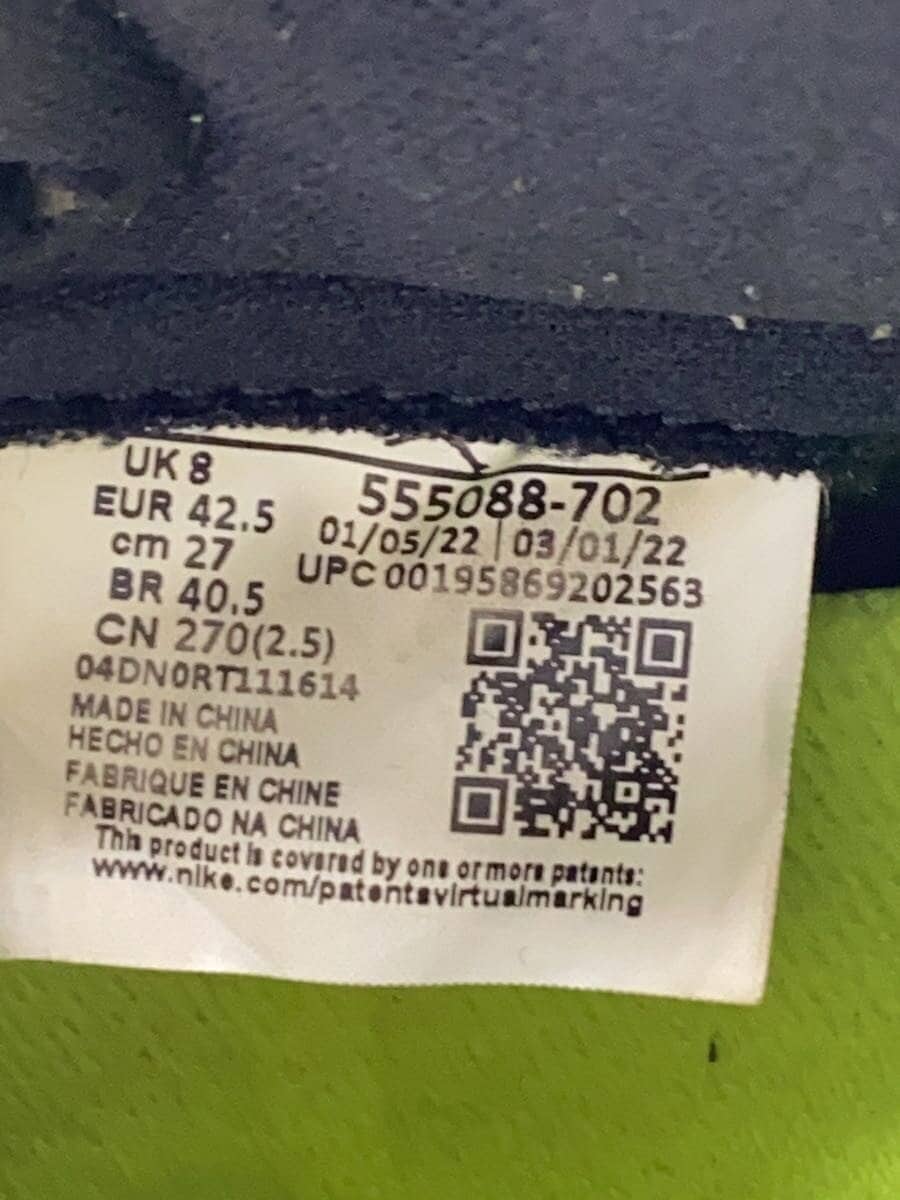 UK 8
EUR 42.5
cm 27
BR 40.5
CN 270(2.5)
04DN0RT111614
MADE IN CHINA
HECHO EN CHINA
FABRIQUE EN CHINE
FABRICADO NA CHINA
555088-702
01/05/22 | 03/01/22
UPC 00195869202563
This product is covered by one or more patents:
www.nike.com/patentsvirtualmarking